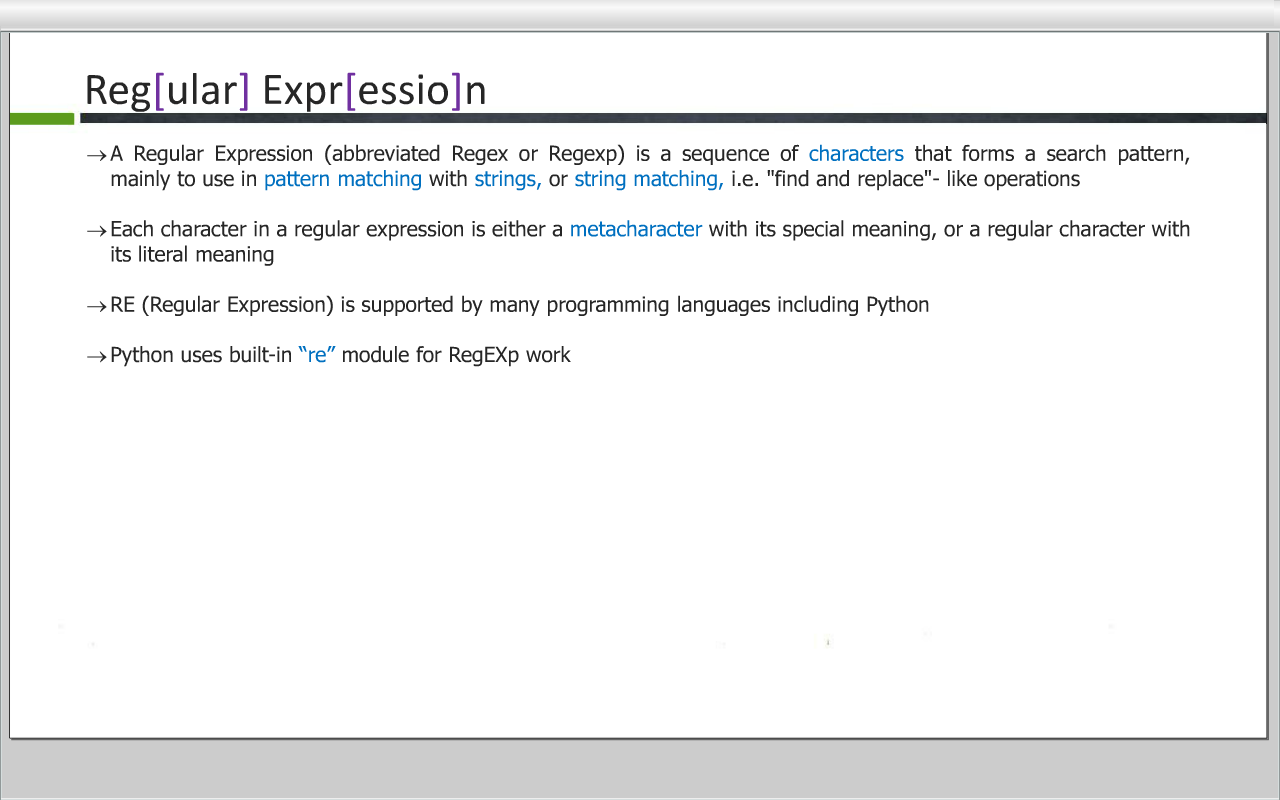 Reg[ular] Expr[essio]n
→A Regular Expression (abbreviated Regex or Regexp) is a sequence of characters that forms a search pattern,
mainly to use in pattern matching with strings, or string matching, i.e. "find and replace"- like operations
→Each character in a regular expression is either a metacharacter with its special meaning, or a regular character with
its literal meaning
→RE (Regular Expression) is supported by many programming languages including Python
→Python uses built-in “re” module for RegEXp work